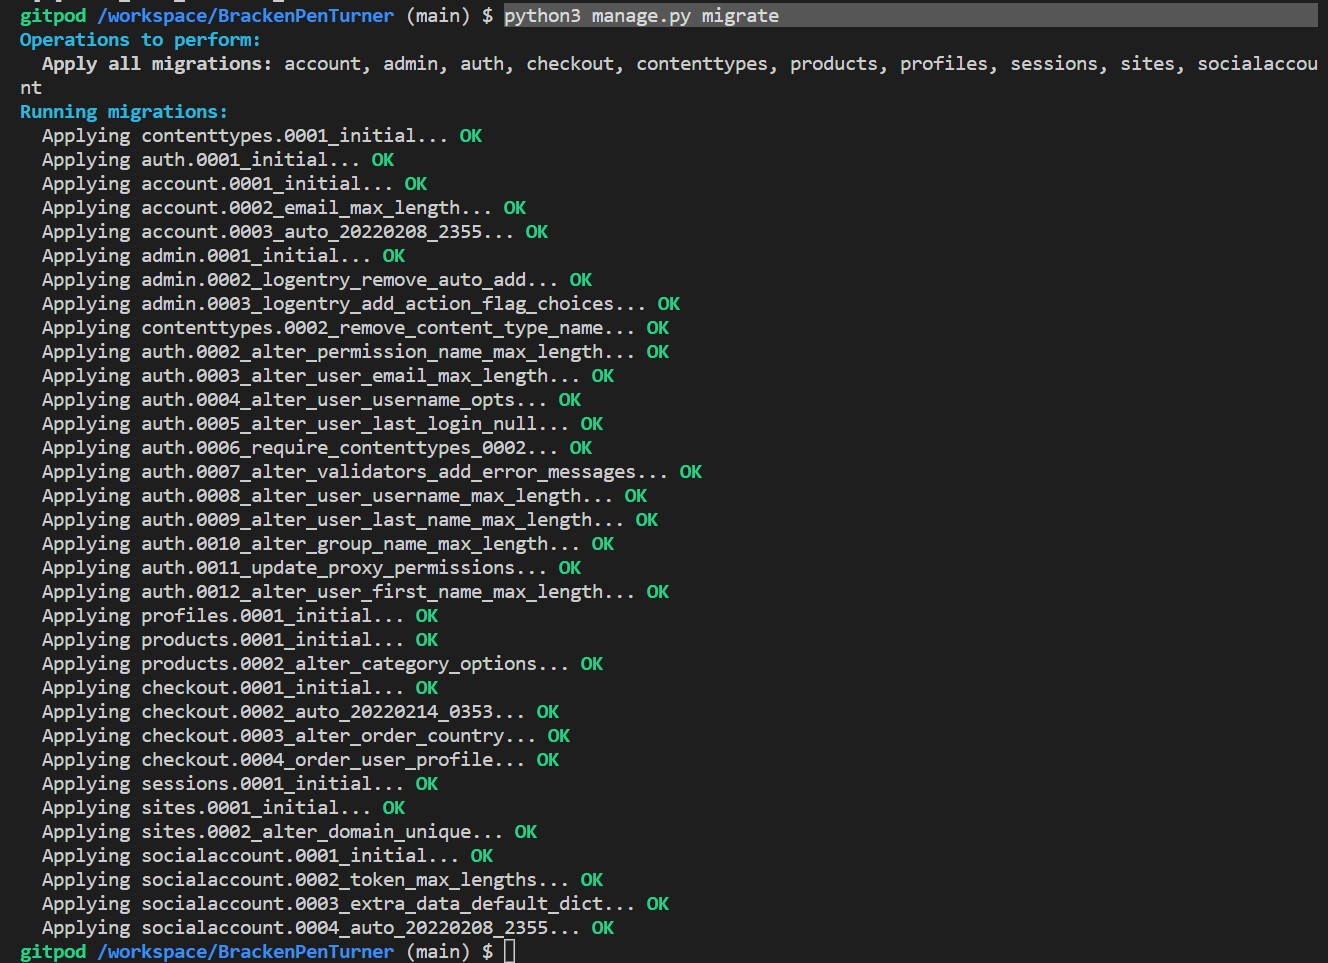 gitpod /workspace/BrackenPenTurner (main) $ python3 manage.py migrate
Operations to perform:
  Apply all migrations: account, admin, auth, checkout, contenttypes, products, profiles, sessions, sites, socialaccou
nt
Running migrations:
  Applying contenttypes.0001_initial... OK
  Applying auth.0001_initial... OK
  Applying account.0001_initial... OK
  Applying account.0002_email_max_length... OK
  Applying account.0003_auto_20220208_2355... OK
  Applying admin.0001_initial... OK
  Applying admin.0002_logentry_remove_auto_add... OK
  Applying admin.0003_logentry_add_action_flag_choices... OK
  Applying contenttypes.0002_remove_content_type_name... OK
  Applying auth.0002_alter_permission_name_max_length... OK
  Applying auth.0003_alter_user_email_max_length... OK
  Applying auth.0004_alter_user_username_opts... OK
  Applying auth.0005_alter_user_last_login_null... OK
  Applying auth.0006_require_contenttypes_0002... OK
  Applying auth.0007_alter_validators_add_error_messages... OK
  Applying auth.0008_alter_user_username_max_length... OK
  Applying auth.0009_alter_user_last_name_max_length... OK
  Applying auth.0010_alter_group_name_max_length... OK
  Applying auth.0011_update_proxy_permissions... OK
  Applying auth.0012_alter_user_first_name_max_length... OK
  Applying profiles.0001_initial... OK
  Applying products.0001_initial... OK
  Applying products.0002_alter_category_options... OK
  Applying checkout.0001_initial... OK
  Applying checkout.0002_auto_20220214_0353... OK
  Applying checkout.0003_alter_order_country... OK
  Applying checkout.0004_order_user_profile... OK
  Applying sessions.0001_initial... OK
  Applying sites.0001_initial... OK
  Applying sites.0002_alter_domain_unique... OK
  Applying socialaccount.0001_initial... OK
  Applying socialaccount.0002_token_max_lengths... OK
  Applying socialaccount.0003_extra_data_default_dict... OK
  Applying socialaccount.0004_auto_20220208_2355... OK
gitpod /workspace/BrackenPenTurner (main) $